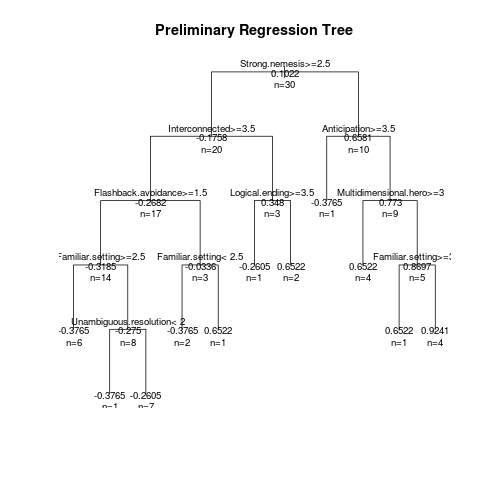 Preliminary Regression Tree
Strong.nemesis>=2.5
0.1022
n=30
Interconnected>=3.5
-0.1758
n=20
Anticipation>=3.5
0.6581
n=10
Flashback.avoidance>=1.5
-0.2682
n=17
Logical.ending>=3.5
0.348
n=3
-0.3765
n=1
Multidimensional.hero>=3
0.773
n=9
Familiar.setting>=2.5
-0.3185
n=14
Familiar.setting< 2.5
-0.0336
n=3
-0.2605
n=1
0.6522
n=2
0.6522
n=4
Familiar.setting>=
0.8697
n=5
-0.3765
n=6
Unambiguous.resolution< 2
-0.275
n=8
-0.3765
n=2
0.6522
n=1
0.6522
n=1
0.9241
n=4
-0.3765
n=1
-0.2605
n=7